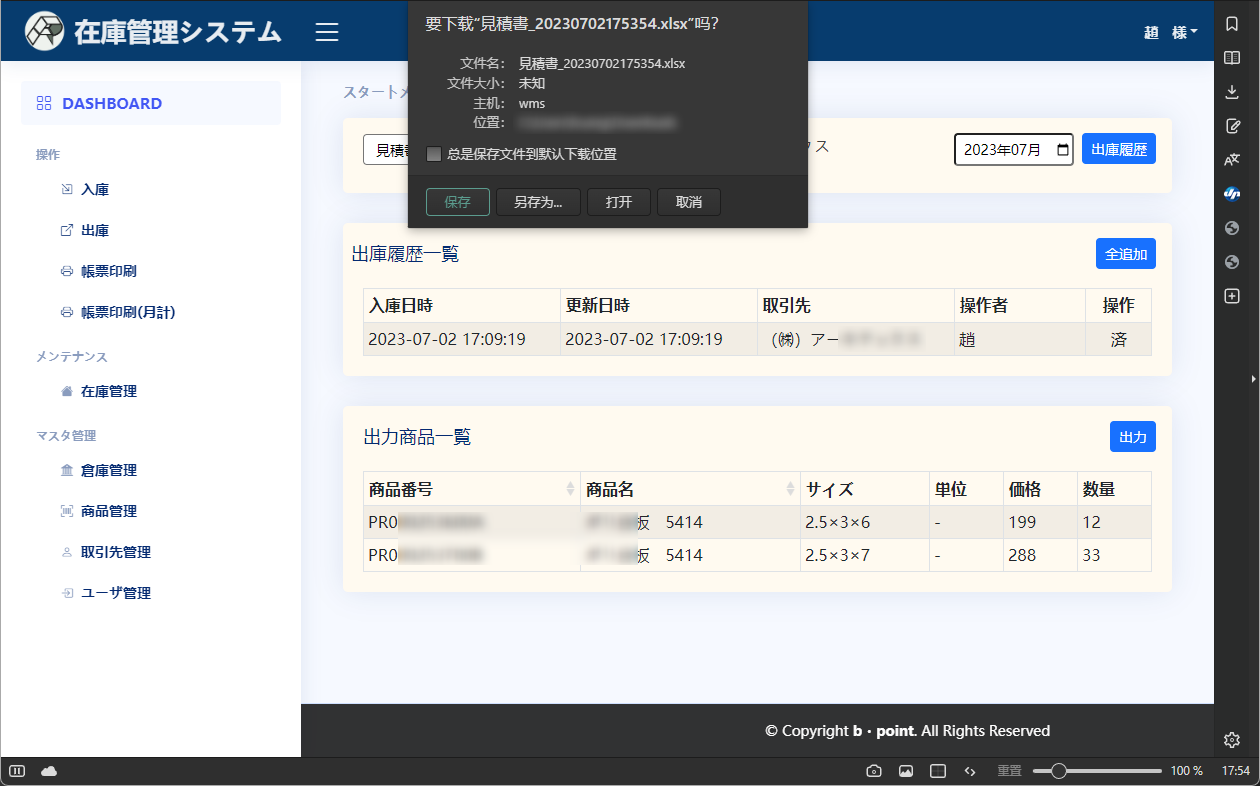 在庫管理システム
趙 様
要下载“見積書_20230702175354.xlsx”吗?
文件名: 見積書_20230702175354.xlsx
文件大小: 未知
主机: wms
位置:
总是保存文件到默认下载位置
保存 另存为... 打开 取消
DASHBOARD
操作
入庫
出庫
帳票印刷
帳票印刷(月計)
メンテナンス
在庫管理
マスタ管理
倉庫管理
商品管理
取引先管理
ユーザ管理
スタート
見積
ス
2023年07月 出庫履歴
出庫履歴一覧 全追加
入庫日時 更新日時 取引先 操作者 操作
2023-07-02 17:09:19 2023-07-02 17:09:19 (㈱) アー 趙 済
出力商品一覧 出力
商品番号 商品名 サイズ 単位 価格 数量
PR0 板 5414 2.5×3×6 - 199 12
PR0 板 5414 2.5×3×7 - 288 33
© Copyright b・point. All Rights Reserved
重置 100 % 17:54